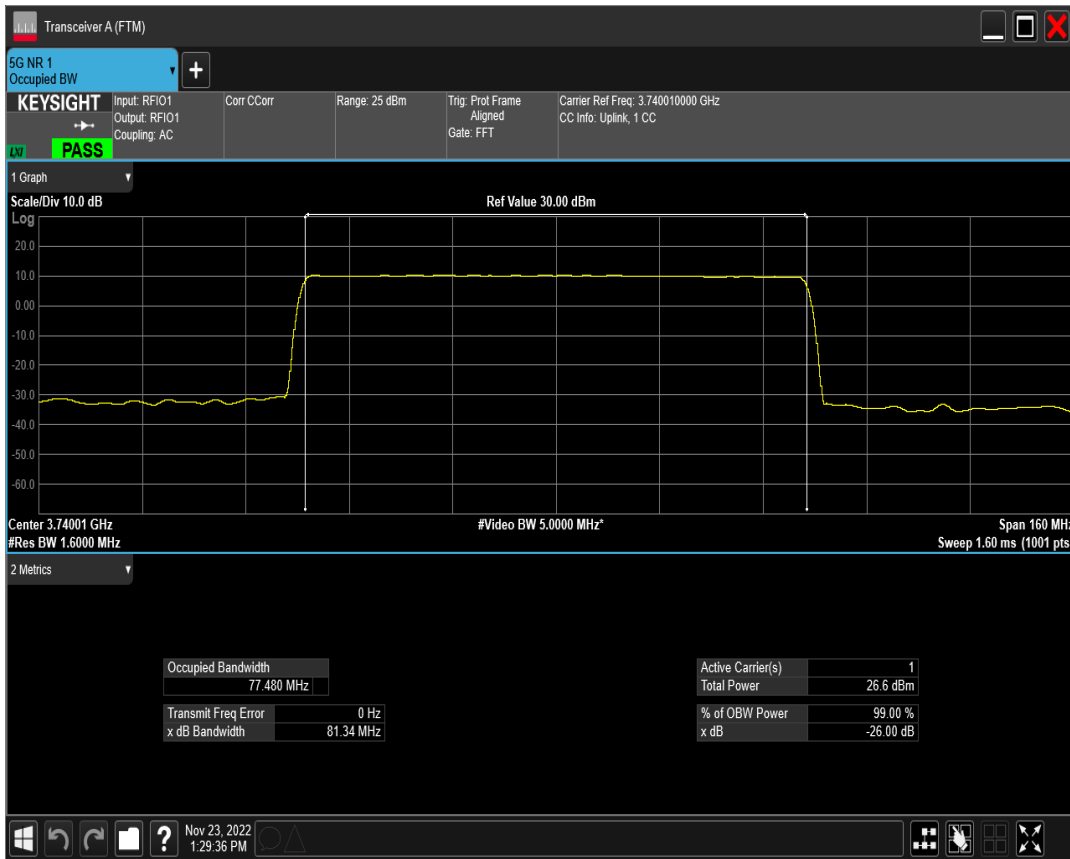 Transceiver A (FTM)
5G NR 1
Occupied BW
+
KEYSIGHT
LXI
PASS
Input: RFIO1
Output: RFIO1
Coupling: AC
Corr CCorr
Range: 25 dBm
Trig: Prot Frame
Aligned
Gate: FFT
Carrier Ref Freq: 3.740010000 GHz
CC Info: Uplink, 1 CC
1 Graph
Scale/Div 10.0 dB
Ref Value 30.00 dBm
Log
20.0
10.0
0.00
-10.0
-20.0
-30.0
-40.0
-50.0
-60.0
Center 3.74001 GHz
#Video BW 5.0000 MHz*
Span 160 MHz
#Res BW 1.6000 MHz
Sweep 1.60 ms (1001 pts
2 Metrics
Occupied Bandwidth
77.480 MHz
Transmit Freq Error 0 Hz
x dB Bandwidth 81.34 MHz
Active Carrier(s) 1
Total Power 26.6 dBm
% of OBW Power 99.00 %
x dB -26.00 dB
?
Nov 23, 2022
1:29:36 PM